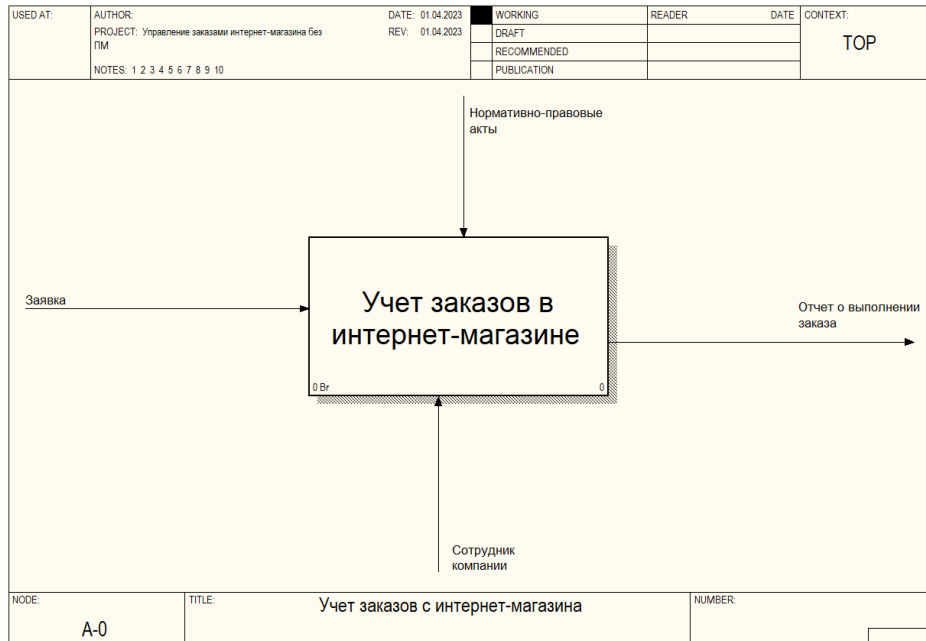 USED AT:
AUTHOR:
DATE: 01.04.2023
PROJECT: Управление заказами интернет-магазина без
ПМ
REV: 01.04.2023
NOTES: 1 2 3 4 5 6 7 8 9 10
WORKING
DRAFT
RECOMMENDED
PUBLICATION
READER
DATE
CONTEXT:
TOP
Нормативно-правовые
акты
Заявка
Учет заказов в
интернет-магазине
0 Br
0
Отчет о выполнении
заказа
Сотрудник
компании
NODE:
A-0
TITLE:
Учет заказов с интернет-магазина
NUMBER: